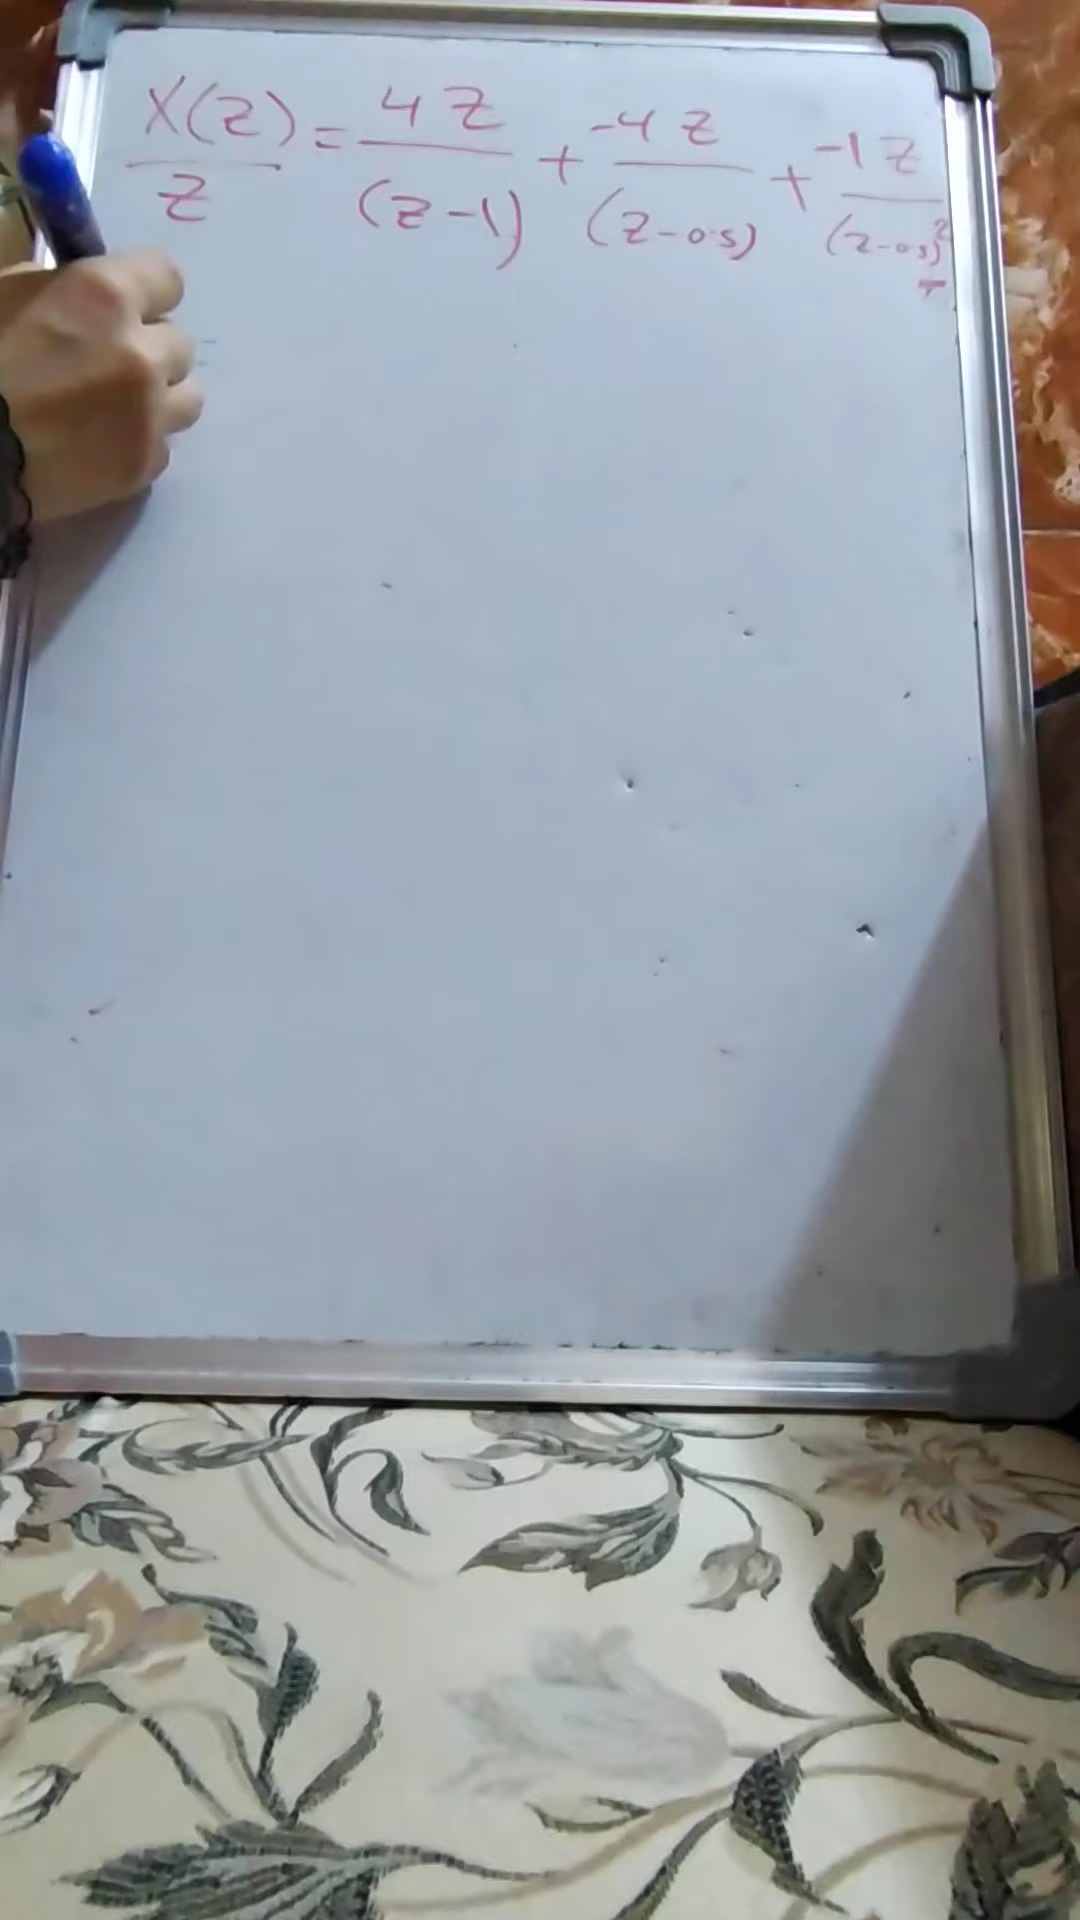 X(z)/z = 4z/(z-1) + -4z/(z-0.5) + -1z/(z-0.5)²